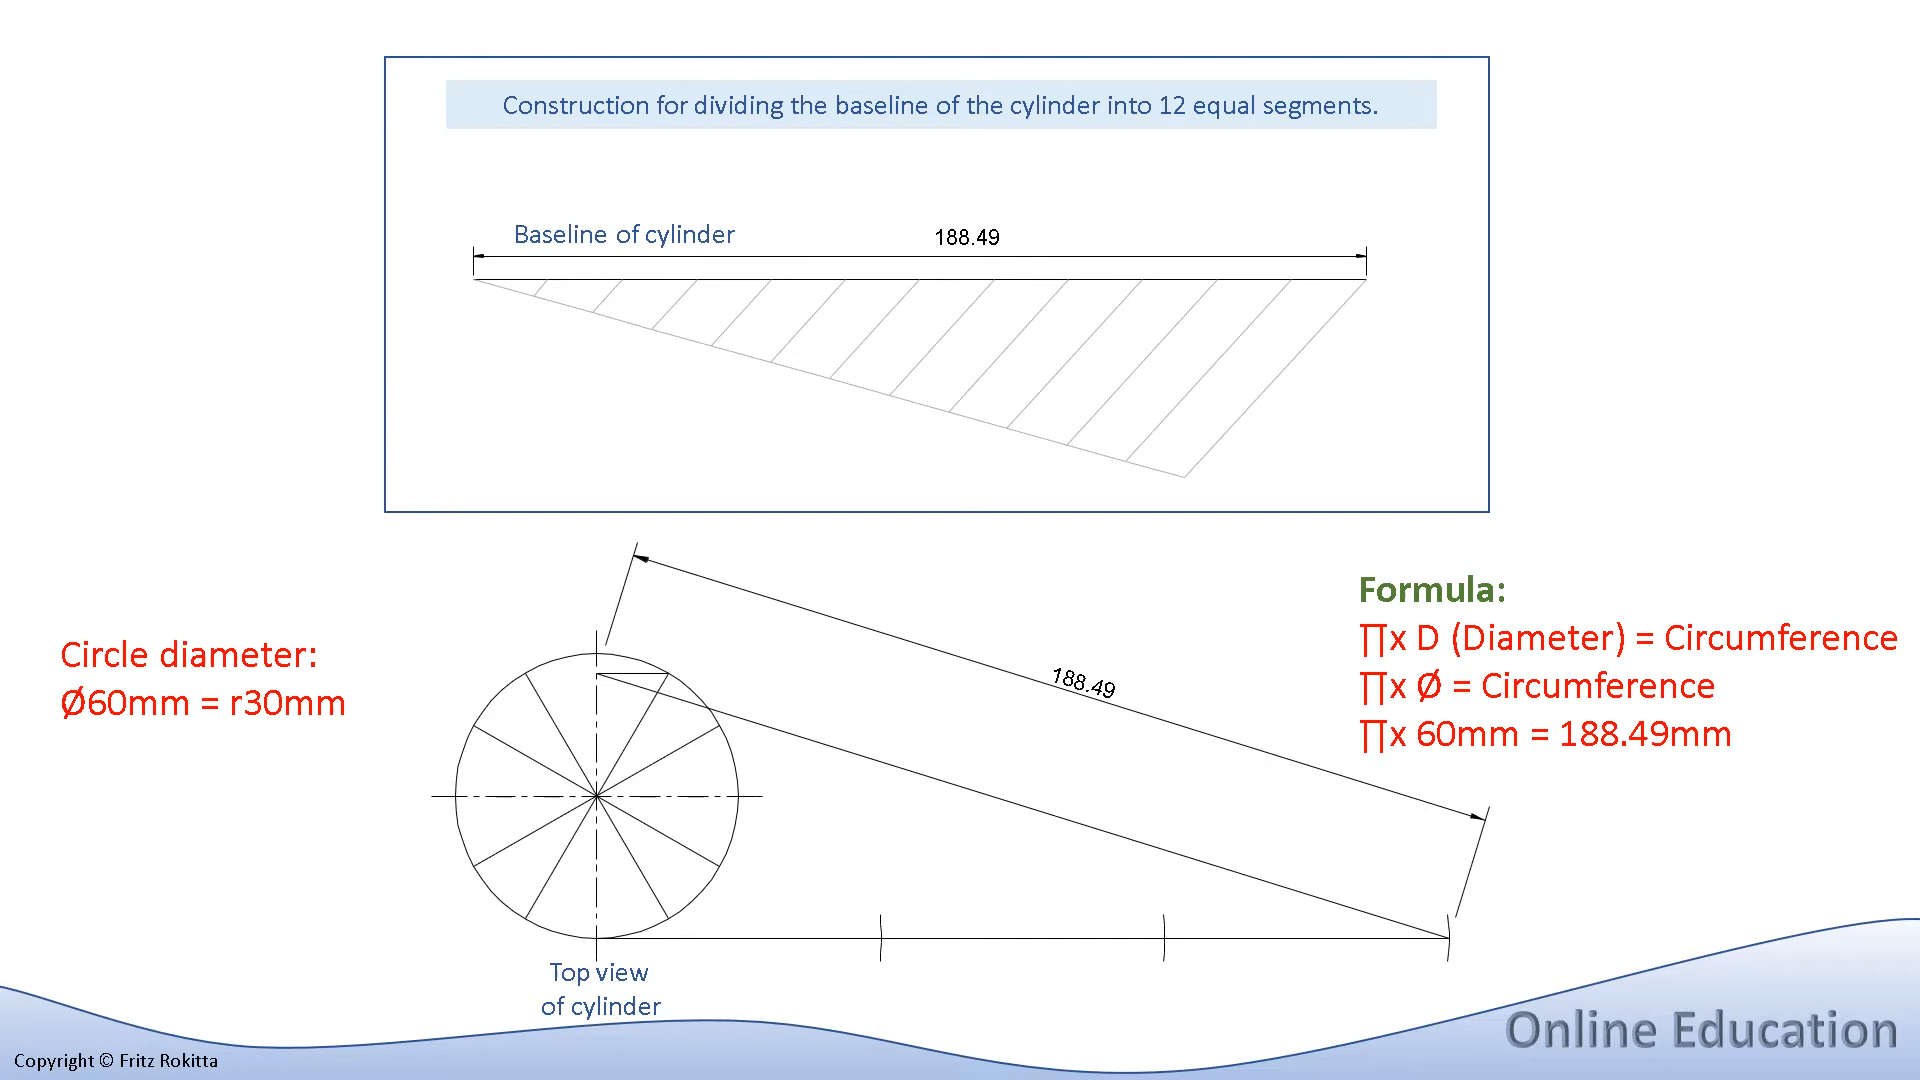 Construction for dividing the baseline of the cylinder into 12 equal segments.
Baseline of cylinder
188.49
188.49
Circle diameter:
Ø60mm = r30mm
Formula:
∏x D (Diameter) = Circumference
∏x Ø = Circumference
∏x 60mm = 188.49mm
Top view
of cylinder
Online Education
Copyright © Fritz Rokitta